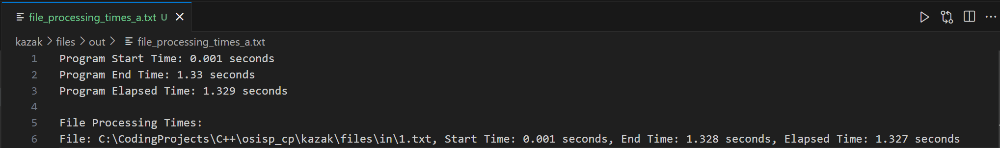 file_processing_times_a.txt U
kazak > files > out > file_processing_times_a.txt
1 Program Start Time: 0.001 seconds
2 Program End Time: 1.33 seconds
3 Program Elapsed Time: 1.329 seconds
4
5 File Processing Times:
6 File: C:\CodingProjects\C++\osisp_cp\kazak\files\in\1.txt, Start Time: 0.001 seconds, End Time: 1.328 seconds, Elapsed Time: 1.327 seconds